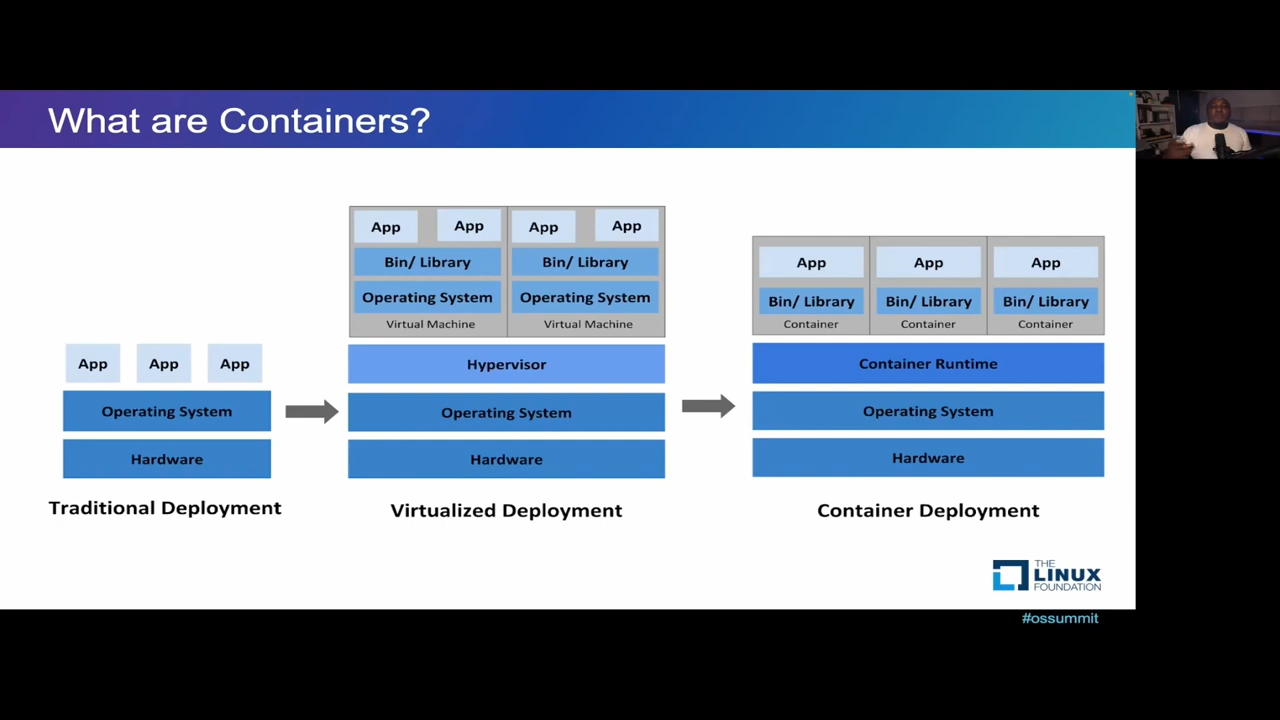 What are Containers?
App
App
App
Operating System
Hardware
Traditional Deployment
App
App
App
App
Bin/ Library
Bin/ Library
Operating System
Operating System
Virtual Machine
Virtual Machine
Hypervisor
Operating System
Hardware
Virtualized Deployment
App
App
App
Bin/ Library
Bin/ Library
Bin/ Library
Container
Container
Container
Container Runtime
Operating System
Hardware
Container Deployment
THE
LINUX
FOUNDATION
#ossummit